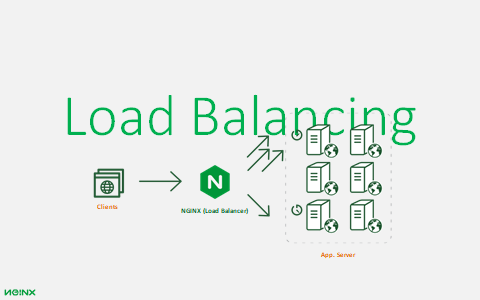 Load Balancing
N
Clients
NGINX (Load Balancer)
App. Server
NGINX